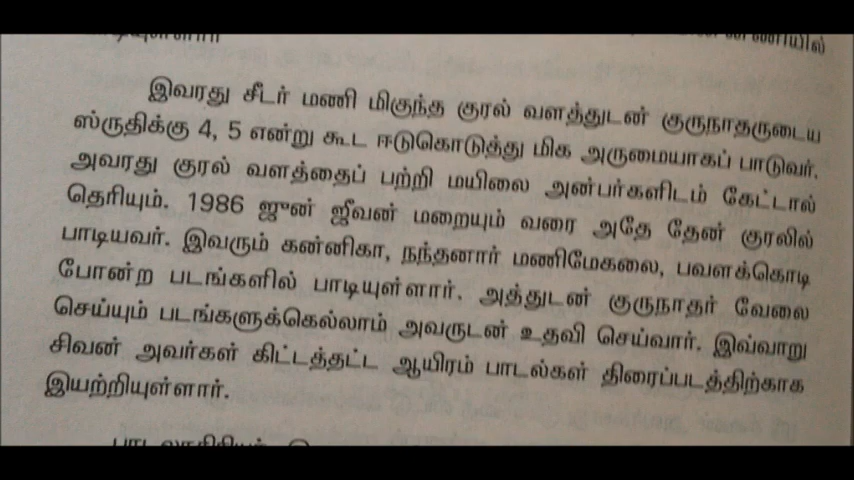 இவரது சீடர் மணி மிகுந்த குரல் வளத்துடன் குருநாதருடைய
ஸ்ருதிக்கு 4, 5 என்று கூட ஈடுகொடுத்து மிக அருமையாகப் பாடுவர்.
அவரது குரல் வளத்தைப் பற்றி மயிலை அன்பர்களிடம் கேட்டால்
தெரியும். 1986 ஜுன் ஜீவன் மறையும் வரை அதே தேன் குரலில்
பாடியவர். இவரும் கன்னிகா, நந்தனார் மணிமேகலை, பவளக்கொடி
போன்ற படங்களில் பாடியுள்ளார். அத்துடன் குருநாதர் வேலை
செய்யும் படங்களுக்கெல்லாம் அவருடன் உதவி செய்வார். இவ்வாறு
சிவன் அவர்கள் கிட்டத்தட்ட ஆயிரம் பாடல்கள் திரைப்படத்திற்காக
இயற்றியுள்ளார்.